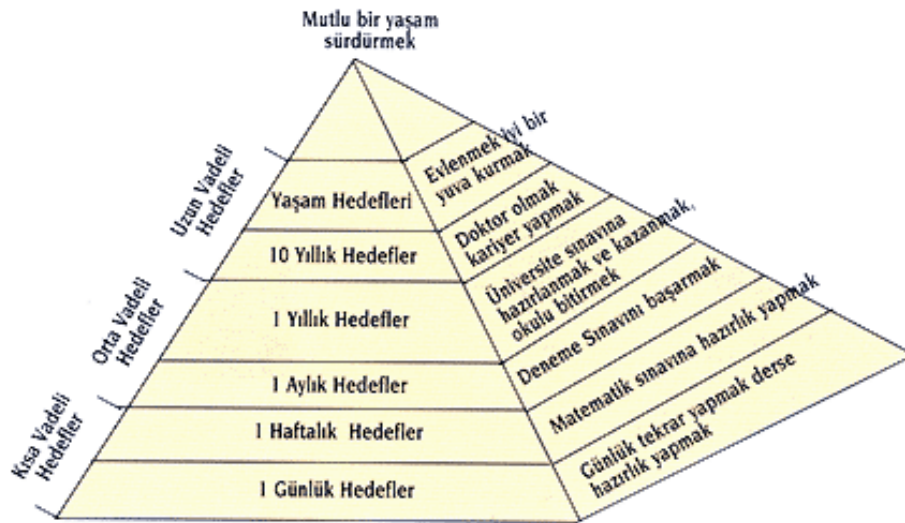 Mutlu bir yaşam
sürdürmek
Uzun Vadeli
Hedefler
Orta Vadeli
Hedefler
Kısa Vadeli
Hedefler
Yaşam Hedefleri
10 Yıllık Hedefler
1 Yıllık Hedefler
1 Aylık Hedefler
1 Haftalık Hedefler
1 Günlük Hedefler
Evlenmek iyi bir
yuva kurmak
Doktor olmak
kariyer yapmak
Üniversite sınavına
hazırlanmak ve kazanmak,
okulu bitirmek
Deneme Sınavını başarmak
Matematik sınavına hazırlık yapmak
Günlük tekrar yapmak derse
hazırlık yapmak